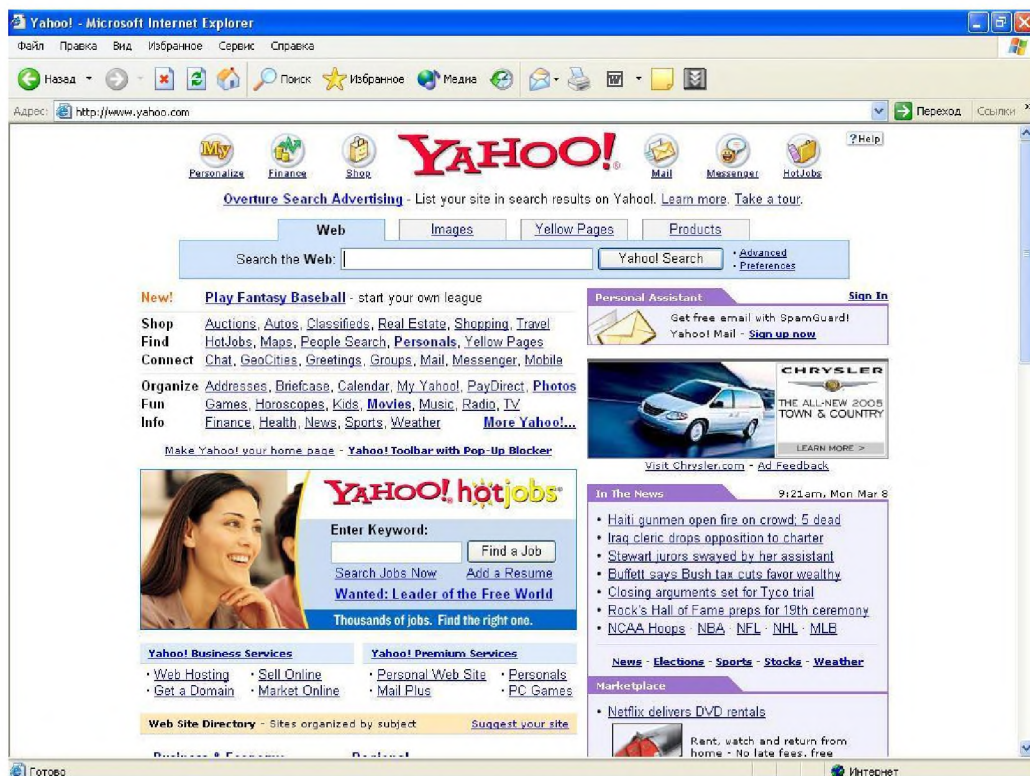 Yahoo! - Microsoft Internet Explorer
Файл Правка Вид Избранное Сервис Справка
Назад Поиск Избранное Медиа
Адрес: http://www.yahoo.com Переход Ссылки »
My YAHOO! ?Help
Personalize Finance Shop Mail Messenger HotJobs
Overture Search Advertising - List your site in search results on Yahoo!. Learn more. Take a tour.
Web Images Yellow Pages Products
Search the Web: Yahoo! Search · Advanced
· Preferences
New! Play Fantasy Baseball - start your own league
Shop Auctions, Autos, Classifieds, Real Estate, Shopping, Travel
Find HotJobs, Maps, People Search, Personals, Yellow Pages
Connect Chat, GeoCities, Greetings, Groups, Mail, Messenger, Mobile
Organize Addresses, Briefcase, Calendar, My Yahoo!, PayDirect, Photos
Fun Games, Horoscopes, Kids, Movies, Music, Radio, TV
Info Finance, Health, News, Sports, Weather More Yahoo!...
Make Yahoo! your home page - Yahoo! Toolbar with Pop-Up Blocker
YAHOO! hotjobs
Enter Keyword:
Find a Job
Search Jobs Now Add a Resume
Wanted: Leader of the Free World
Thousands of jobs. Find the right one.
Yahoo! Business Services Yahoo! Premium Services
· Web Hosting · Sell Online · Personal Web Site · Personals
· Get a Domain · Market Online · Mail Plus · PC Games
Web Site Directory - Sites organized by subject Suggest your site
Business & Economy Regional
Personal Assistant Sign In
Get free email with SpamGuard!
Yahoo! Mail - Sign up now
CHRYSLER
THE ALL-NEW 2005
TOWN & COUNTRY
LEARN MORE >
Visit Chrysler.com - Ad Feedback
In The News 9:21am, Mon Mar 8
• Haiti gunmen open fire on crowd; 5 dead
• Iraq cleric drops opposition to charter
• Stewart jurors swayed by her assistant
• Buffett says Bush tax cuts favor wealthy
• Closing arguments set for Tyco trial
• Rock's Hall of Fame preps for 19th ceremony
• NCAA Hoops · NBA · NFL · NHL · MLB
News - Elections - Sports - Stocks - Weather
Marketplace
• Netflix delivers DVD rentals
Rent, watch and return from
home - No late fees, free
Готово Интернет